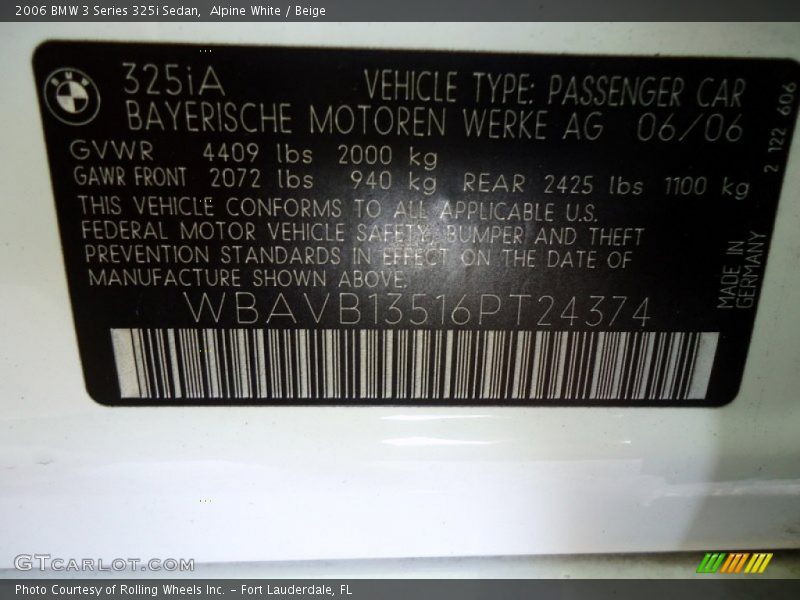 2006 BMW 3 Series 325i Sedan,  Alpine White / Beige
BMW
325iA VEHICLE TYPE: PASSENGER CAR
BAYERISCHE MOTOREN WERKE AG 06/06
GVWR 4409 lbs 2000 kg
GAWR FRONT 2072 lbs 940 kg REAR 2425 lbs 1100 kg
THIS VEHICLE CONFORMS TO ALL APPLICABLE U.S.
FEDERAL MOTOR VEHICLE SAFETY, BUMPER AND THEFT
PREVENTION STANDARDS IN EFFECT ON THE DATE OF
MANUFACTURE SHOWN ABOVE.
WBAVB13516PT24374
2 122 606
MADE IN
GERMANY
GTCARLOT.COM
Photo Courtesy of Rolling Wheels Inc. – Fort Lauderdale, FL